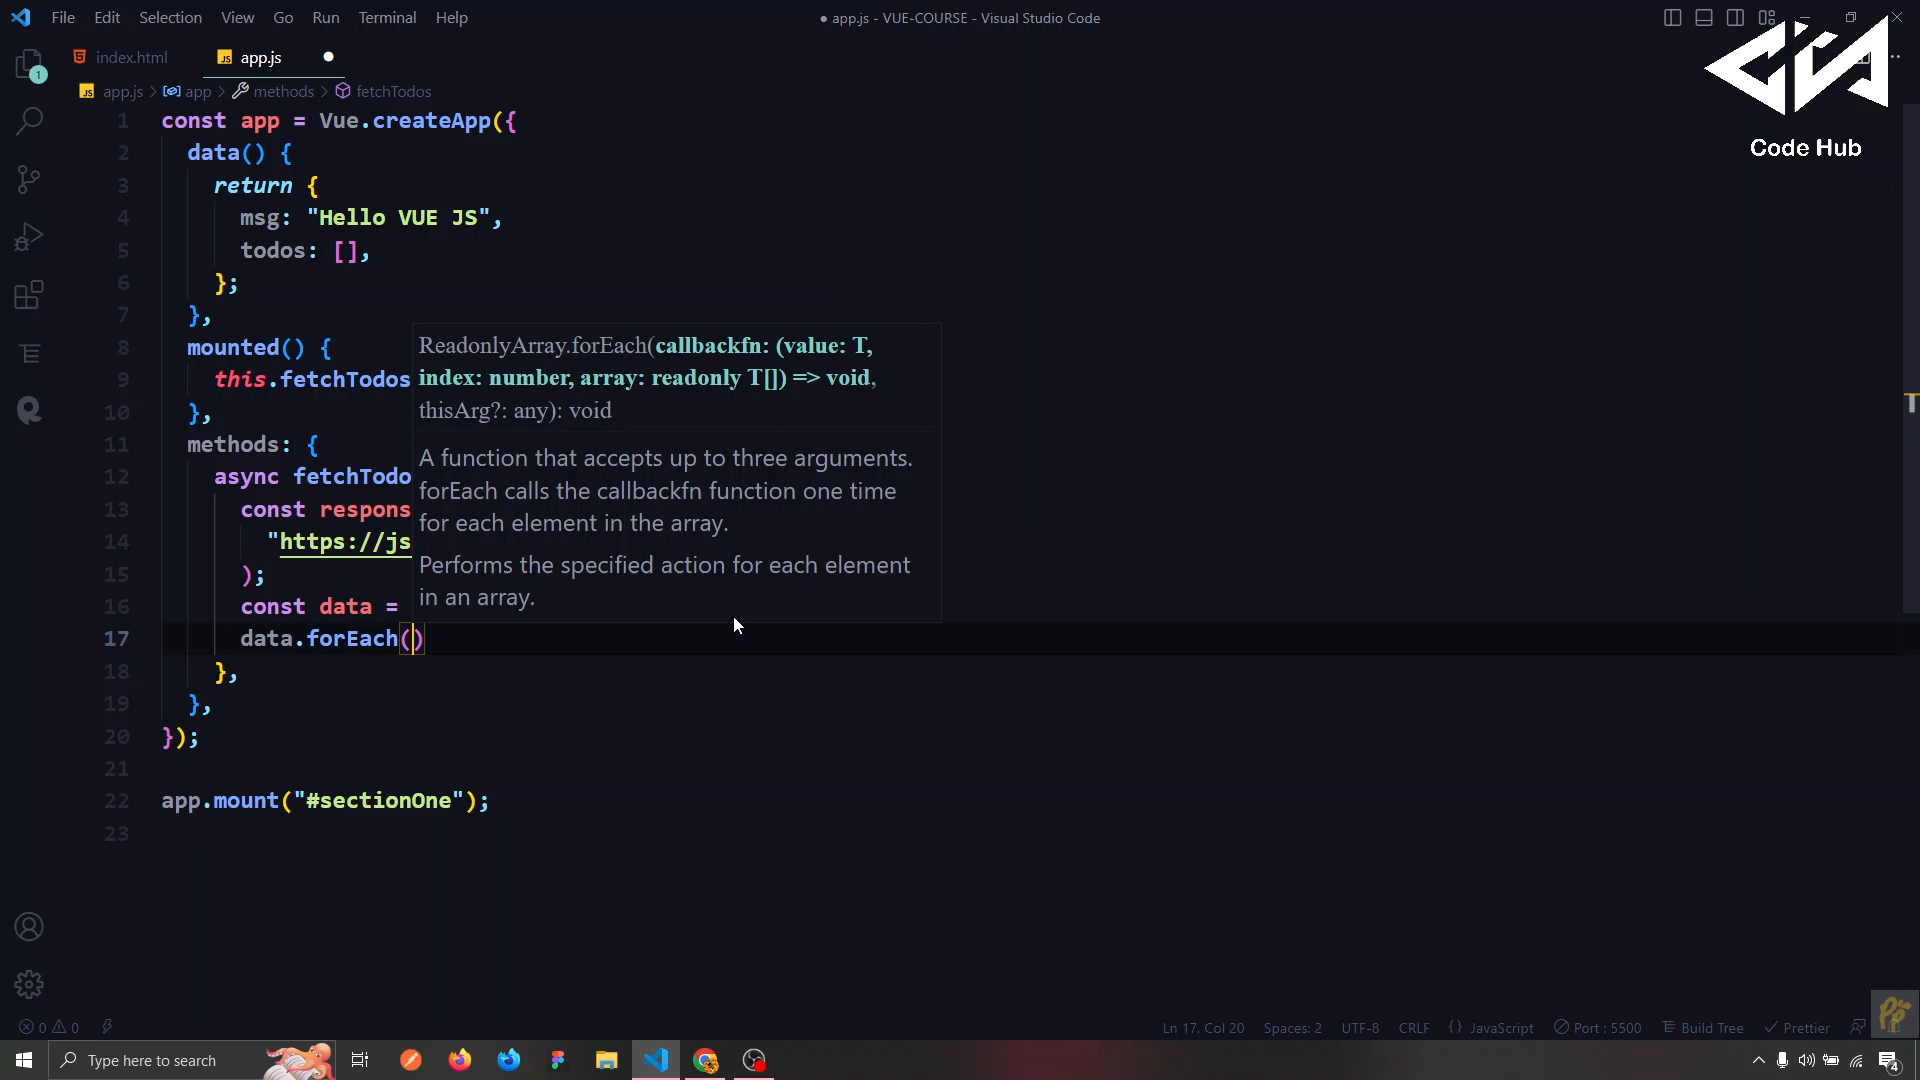 File Edit Selection View Go Run Terminal Help
● app.js - VUE-COURSE - Visual Studio Code
index.html
JS app.js ●
1
JS app.js > app > methods > fetchTodos
Code Hub
1 const app = Vue.createApp({
2 data() {
3 return {
4 msg: "Hello VUE JS",
5 todos: [],
6 };
7 },
8 mounted() {
9 this.fetchTodos
10 },
11 methods: {
12 async fetchTodo
13 const respons
14 "https://js
15 );
16 const data =
17 data.forEach()
18 },
19 },
20 });
21
22 app.mount("#sectionOne");
23
ReadonlyArray.forEach(callbackfn: (value: T,
index: number, array: readonly T[]) => void,
thisArg?: any): void
A function that accepts up to three arguments.
forEach calls the callbackfn function one time
for each element in the array.
Performs the specified action for each element
in an array.
0 0
Ln 17, Col 20 Spaces: 2 UTF-8 CRLF {} JavaScript Port : 5500 Build Tree Prettier
Type here to search
4